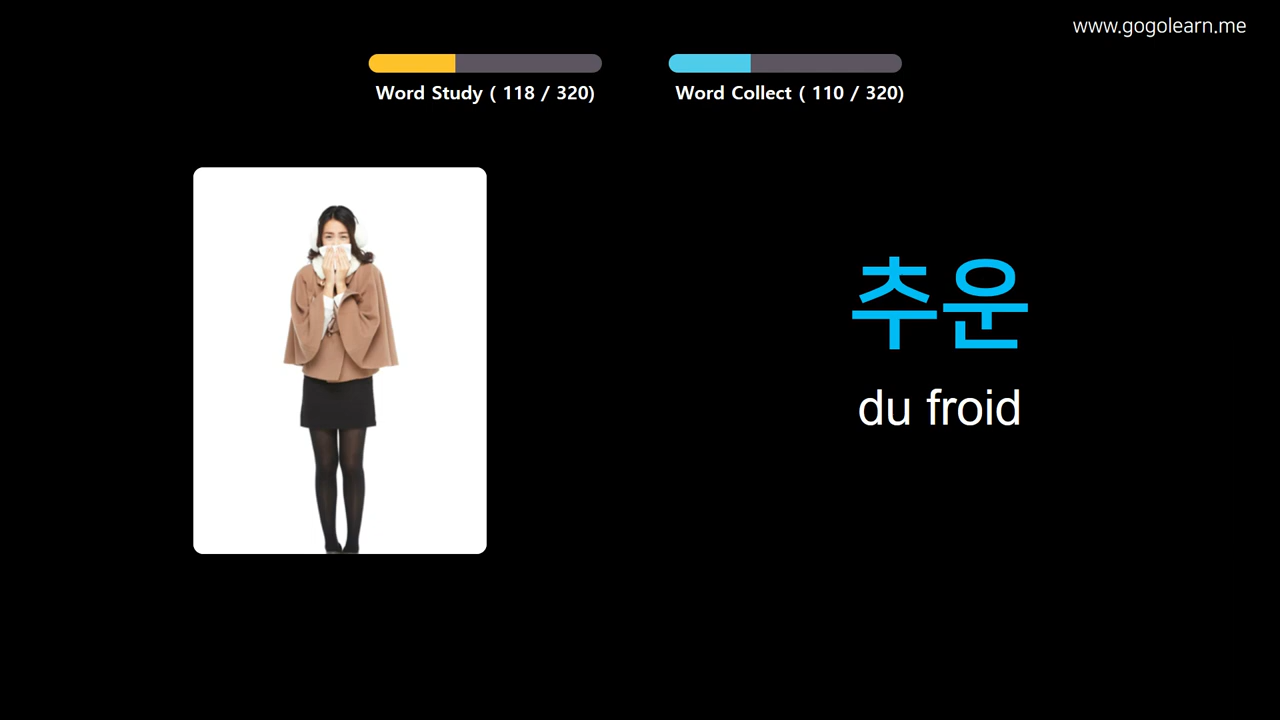 www.gogolearn.me
Word Study ( 118 / 320)
Word Collect ( 110 / 320)
추운
du froid